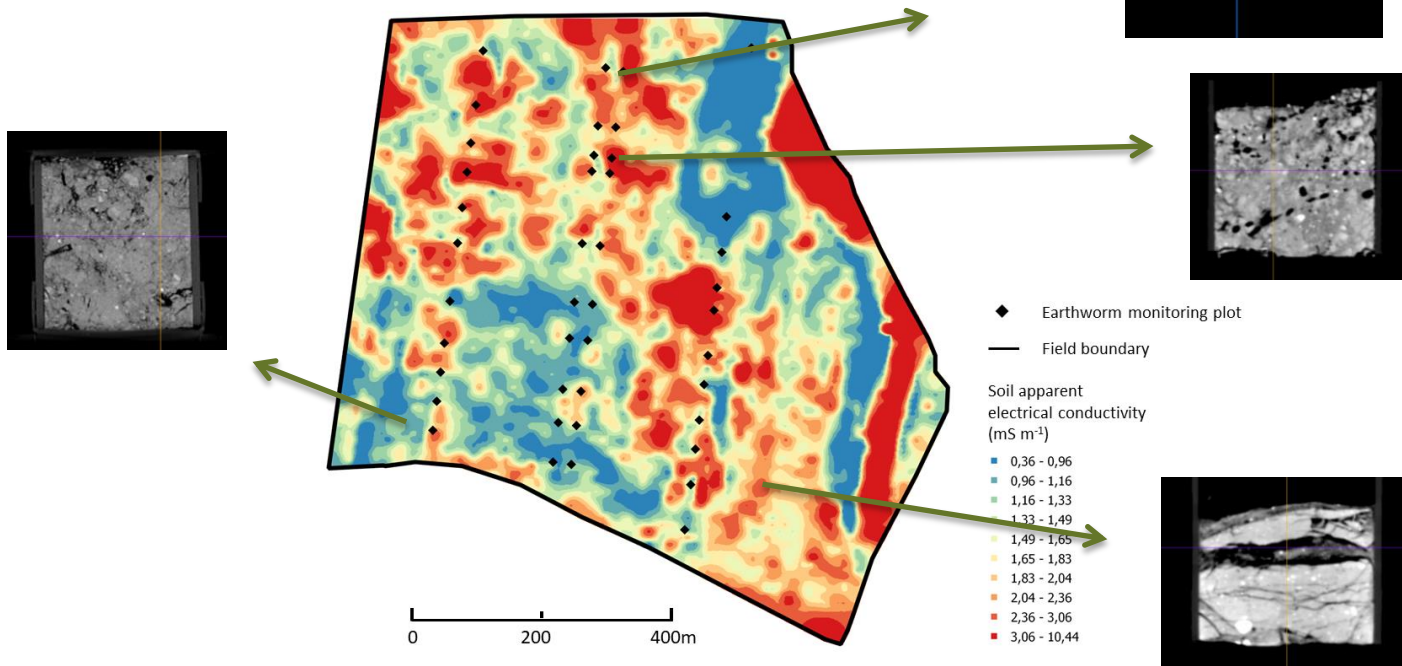 Earthworm monitoring plot
Field boundary
Soil apparent
electrical conductivity
(mS m⁻¹)
0,36 - 0,96
0,96 - 1,16
1,16 - 1,33
1,33 - 1,49
1,49 - 1,65
1,65 - 1,83
1,83 - 2,04
2,04 - 2,36
2,36 - 3,06
3,06 - 10,44
0 200 400m